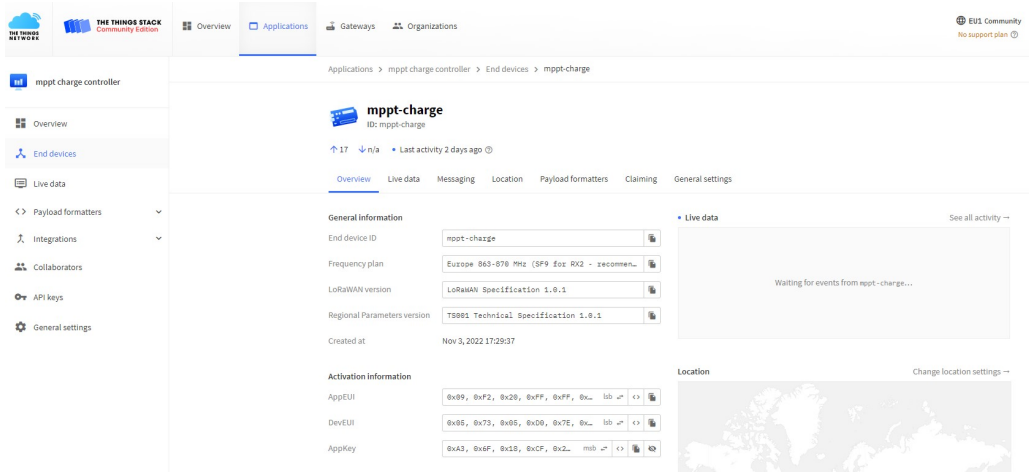 THE THINGS NETWORK
THE THINGS STACK
Community Edition
Overview
Applications
Gateways
Organizations
EU1 Community
No support plan
mppt charge controller
Overview
End devices
Live data
Payload formatters
Integrations
Collaborators
API keys
General settings
Applications > mppt charge controller > End devices > mppt-charge
mppt-charge
ID: mppt-charge
↑ 17 ↓ n/a • Last activity 2 days ago
Overview Live data Messaging Location Payload formatters Claiming General settings
General information
End device ID mppt-charge
Frequency plan Europe 863-870 MHz (SF9 for RX2 - recommen…
LoRaWAN version LoRaWAN Specification 1.0.1
Regional Parameters version TS001 Technical Specification 1.0.1
Created at Nov 3, 2022 17:29:37
Activation information
AppEUI 0x09, 0xF2, 0x20, 0xFF, 0xFF, 0x… lsb
DevEUI 0x05, 0x73, 0x05, 0xD0, 0x7E, 0x… lsb
AppKey 0xA3, 0x6F, 0x18, 0xCF, 0x2… msb
• Live data See all activity →
Waiting for events from mppt-charge...
Location Change location settings →